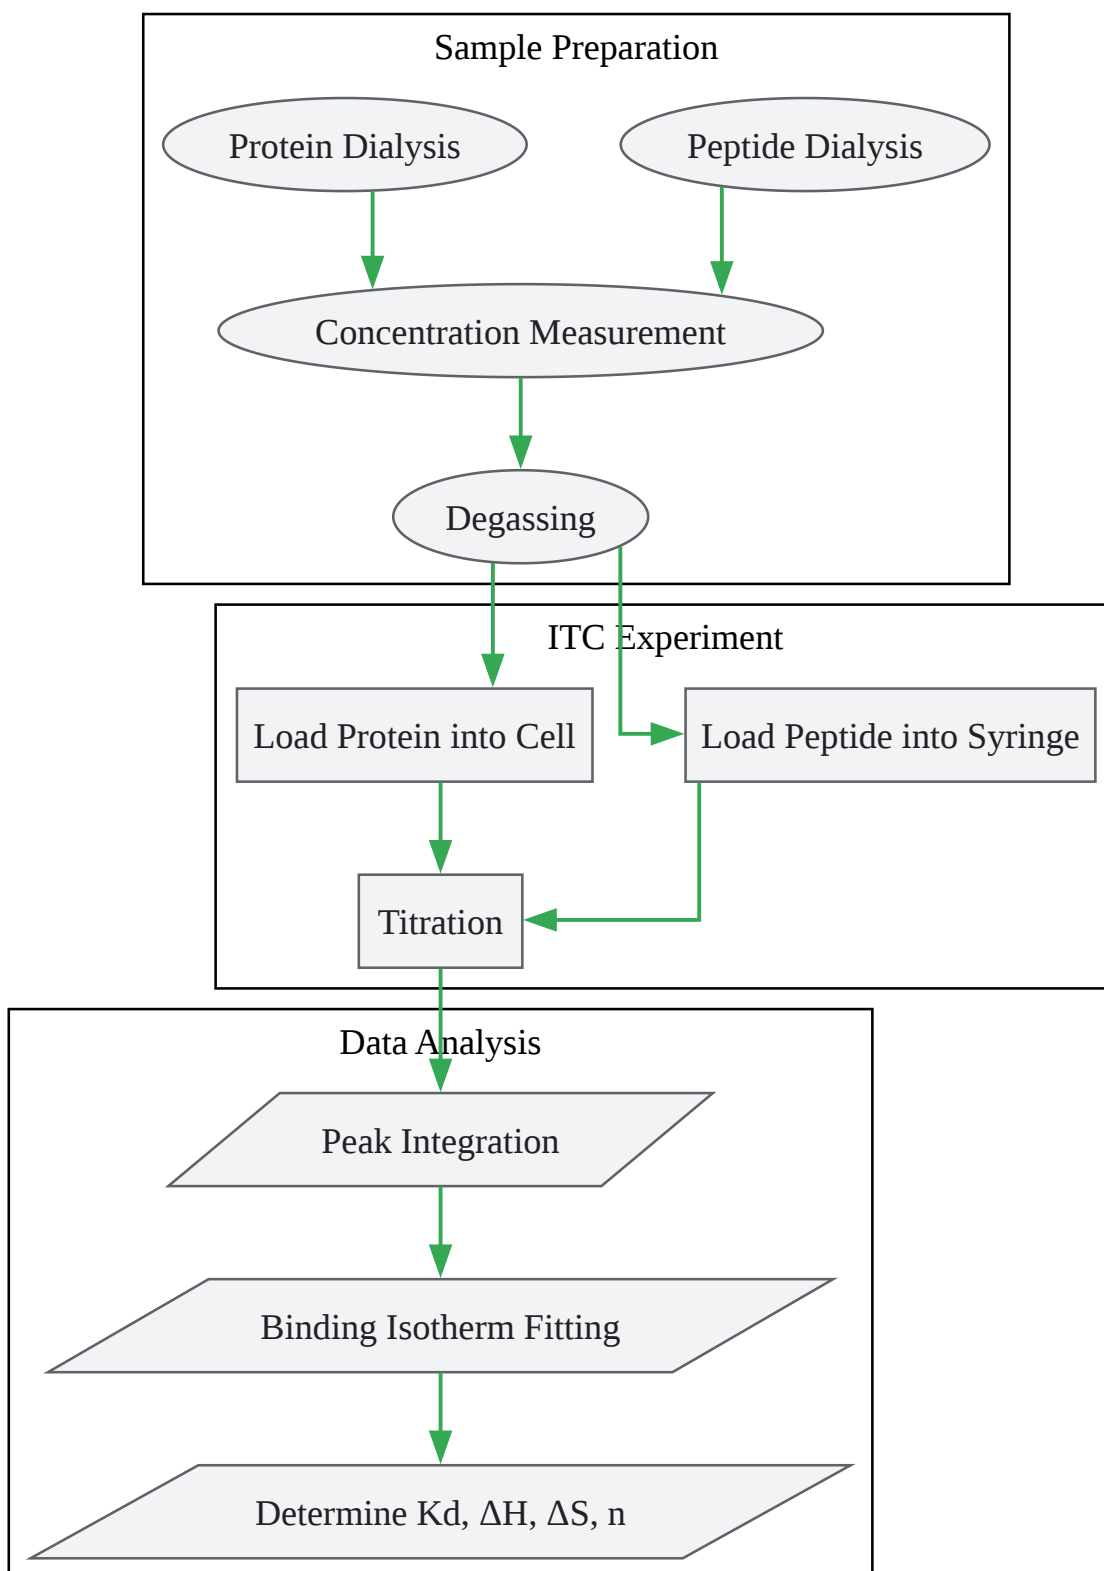 Sample Preparation
Protein Dialysis
Peptide Dialysis
Concentration Measurement
Degassing
ITC Experiment
Load Protein into Cell
Load Peptide into Syringe
Titration
Data Analysis
Peak Integration
Binding Isotherm Fitting
Determine Kd, ΔH, ΔS, n